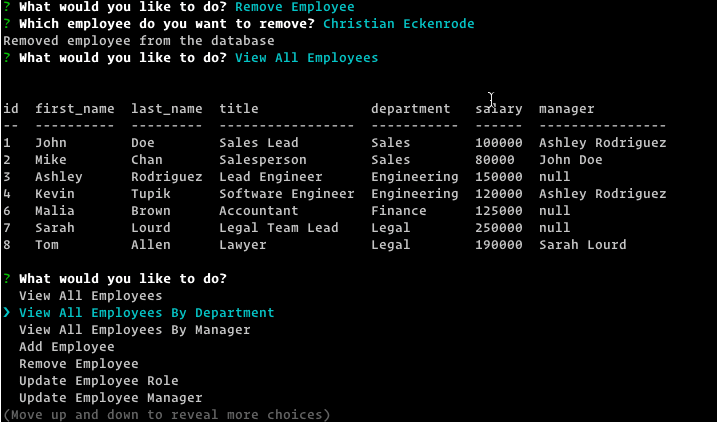 ? What would you like to do? Remove Employee
? Which employee do you want to remove? Christian Eckenrode
Removed employee from the database
? What would you like to do? View All Employees
id  first_name  last_name  title              department   salary  manager
--  ----------  ---------  -----------------  -----------  ------  ----------------
1   John        Doe        Sales Lead         Sales        100000  Ashley Rodriguez
2   Mike        Chan       Salesperson        Sales        80000   John Doe
3   Ashley      Rodriguez  Lead Engineer      Engineering  150000  null
4   Kevin       Tupik      Software Engineer  Engineering  120000  Ashley Rodriguez
6   Malia       Brown      Accountant         Finance      125000  null
7   Sarah       Lourd      Legal Team Lead    Legal        250000  null
8   Tom         Allen      Lawyer             Legal        190000  Sarah Lourd
? What would you like to do?
  View All Employees
❯ View All Employees By Department
  View All Employees By Manager
  Add Employee
  Remove Employee
  Update Employee Role
  Update Employee Manager
(Move up and down to reveal more choices)